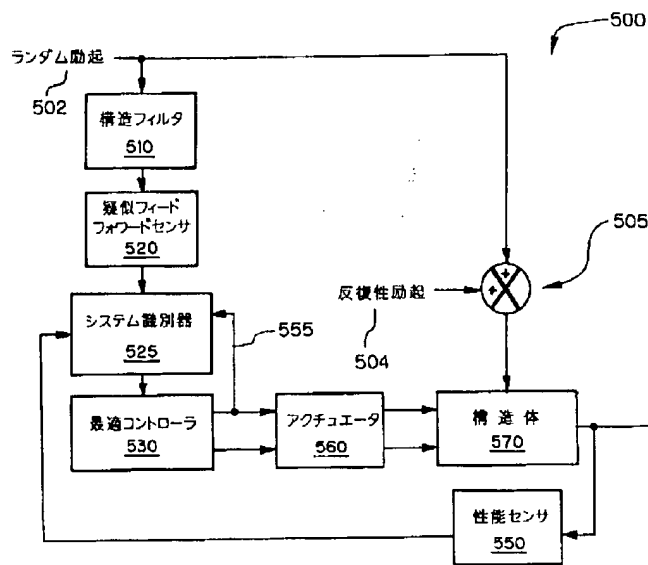 500
ランダム励起
502
構造フィルタ
510
疑似フィード
フォワードセンサ
520
+
+
505
反復性励起
504
システム識別器
525
555
最適コントローラ
530
アクチュエータ
560
構造体
570
性能センサ
550